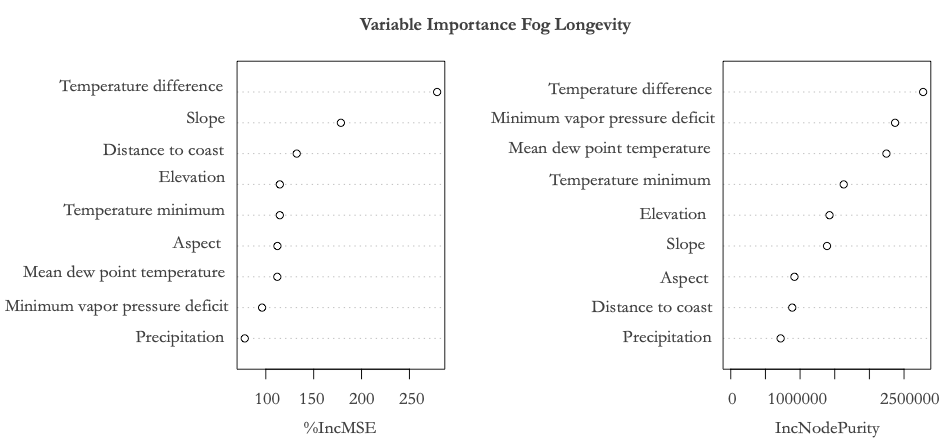 Variable Importance Fog Longevity
Temperature difference
Slope
Distance to coast
Elevation
Temperature minimum
Aspect
Mean dew point temperature
Minimum vapor pressure deficit
Precipitation
100 150 200 250
%IncMSE
Temperature difference
Minimum vapor pressure deficit
Mean dew point temperature
Temperature minimum
Elevation
Slope
Aspect
Distance to coast
Precipitation
0 1000000 2500000
IncNodePurity